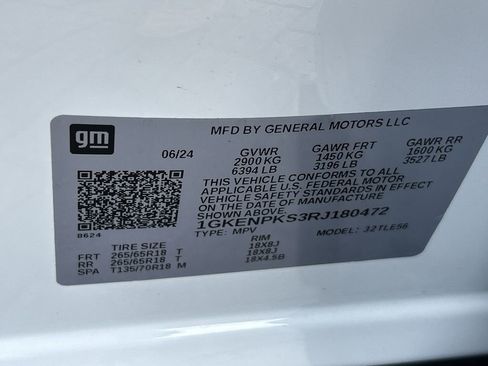 gm
MFD BY GENERAL MOTORS LLC
06/24 GVWR GAWR FRT GAWR RR
2900 KG 1450 KG 1600 KG
6394 LB 3196 LB 3527 LB
THIS VEHICLE CONFORMS TO ALL
APPLICABLE U.S. FEDERAL MOTOR
VEHICLE SAFETY STANDARDS IN EFFECT
ON THE DATE OF MANUFACTURE
SHOWN ABOVE.
1GKENPKS3RJ180472
8624
TYPE: MPV MODEL: 32TLE56
TIRE SIZE RIM
FRT 265/65R18 T 18X8J
RR 265/65R18 T 18X8J
SPA T135/70R18 M 18X4.5B